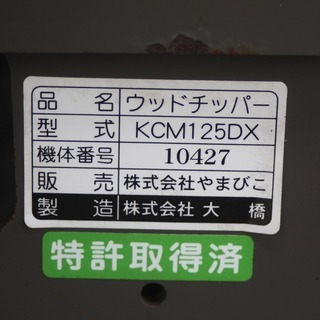 品名 ウッドチッパー
型式 KCM125DX
機体番号 10427
販売 株式会社やまびこ
製造 株式会社 大橋
特許取得済